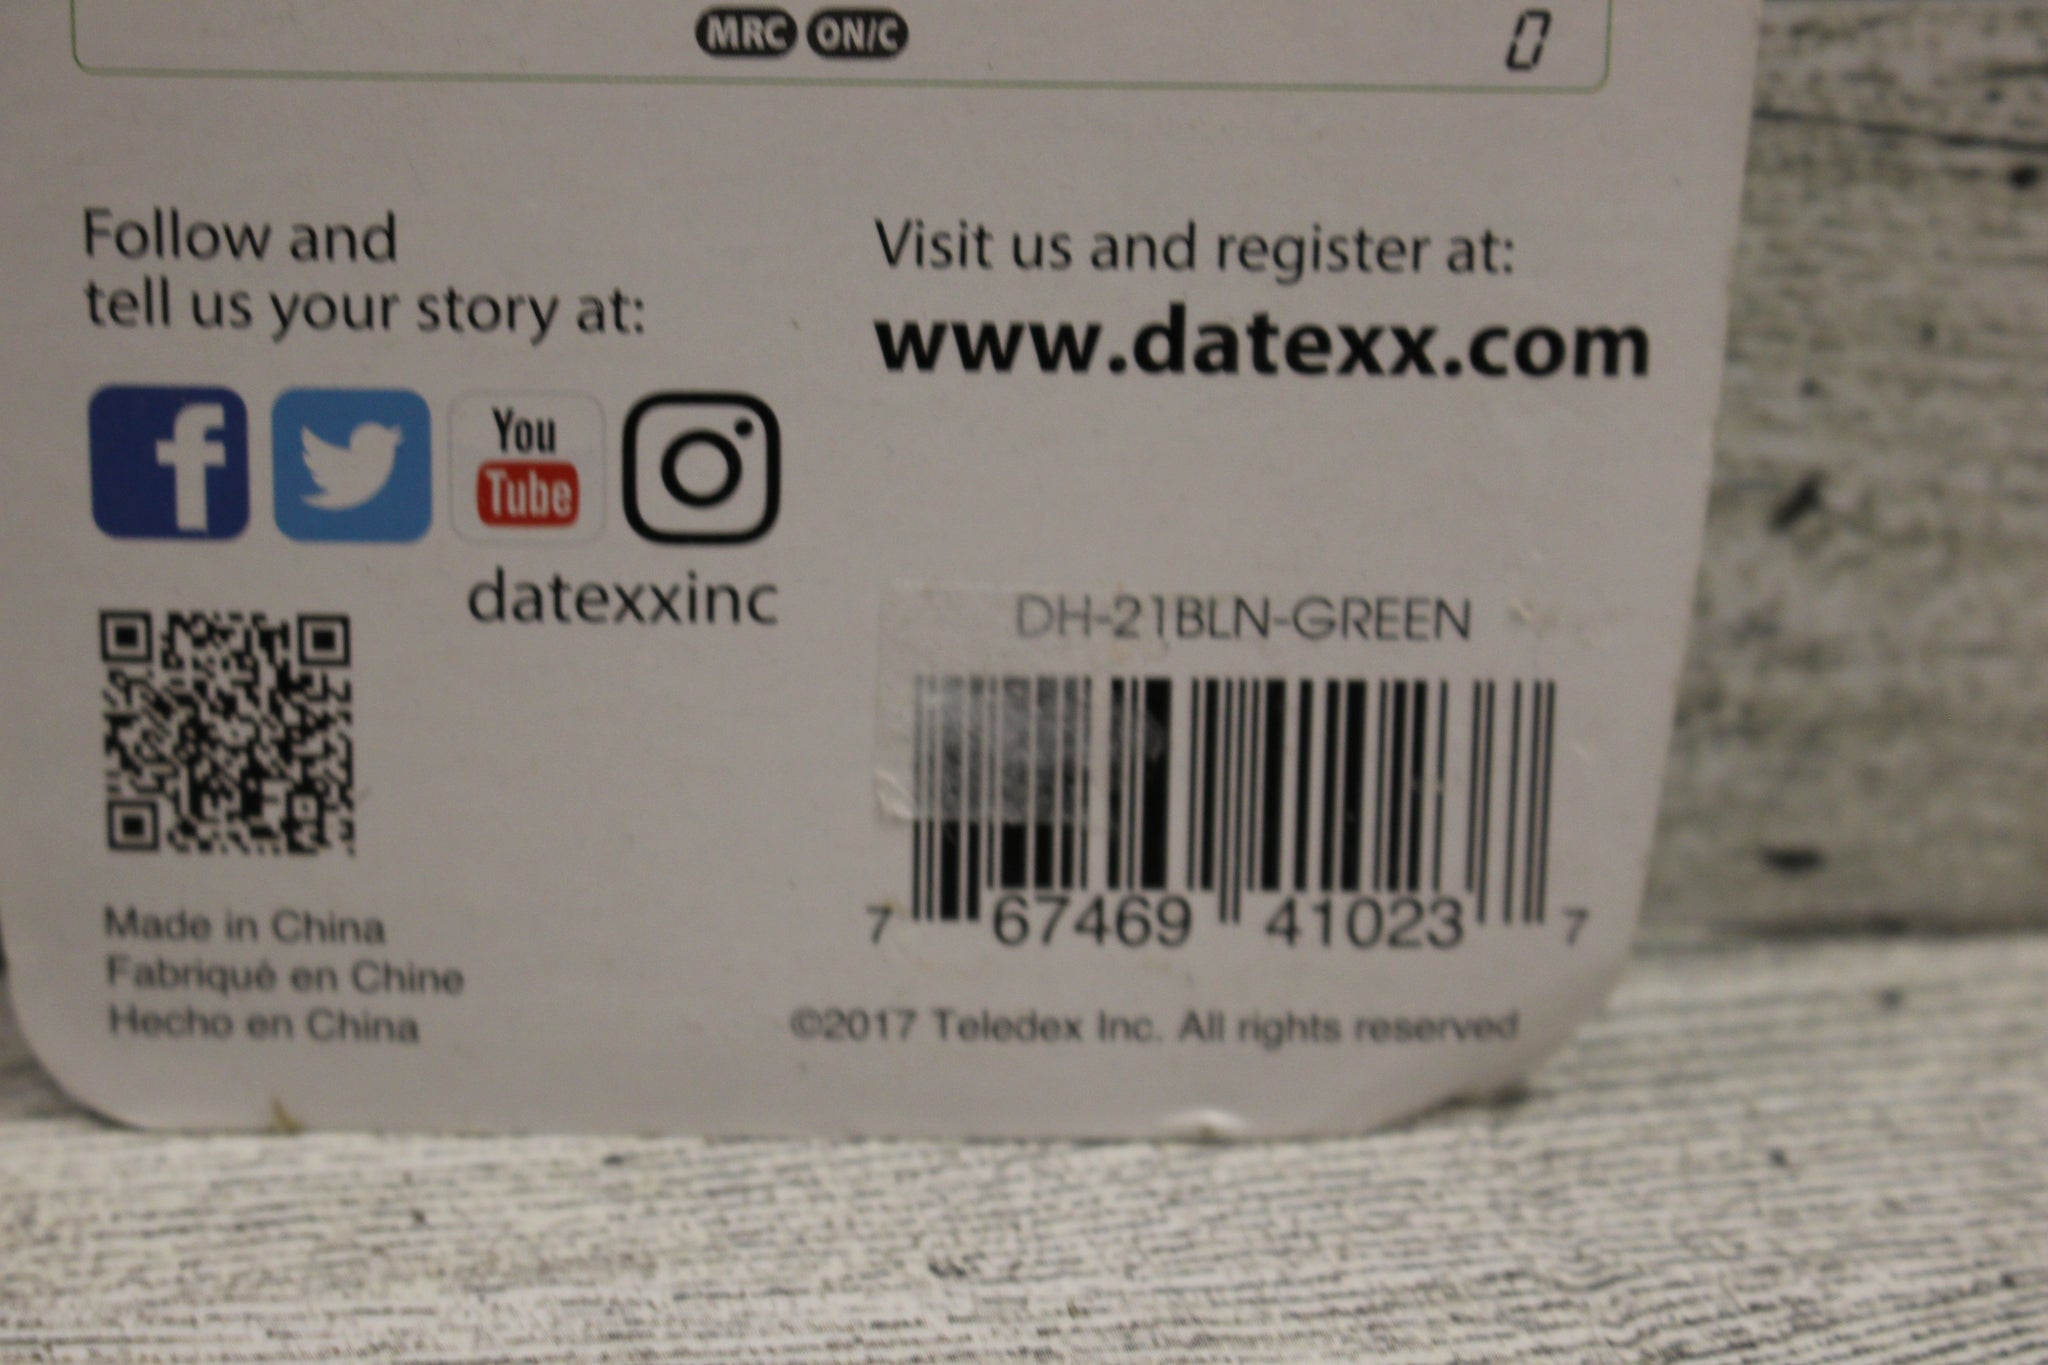 MRC ON/C 0
Follow and
tell us your story at:
You
Tube
datexxinc
Visit us and register at:
www.datexx.com
DH-21BLN-GREEN
7 67469 41023 7
Made in China
Fabriqué en Chine
Hecho en China
©2017 Teledex Inc. All rights reserved